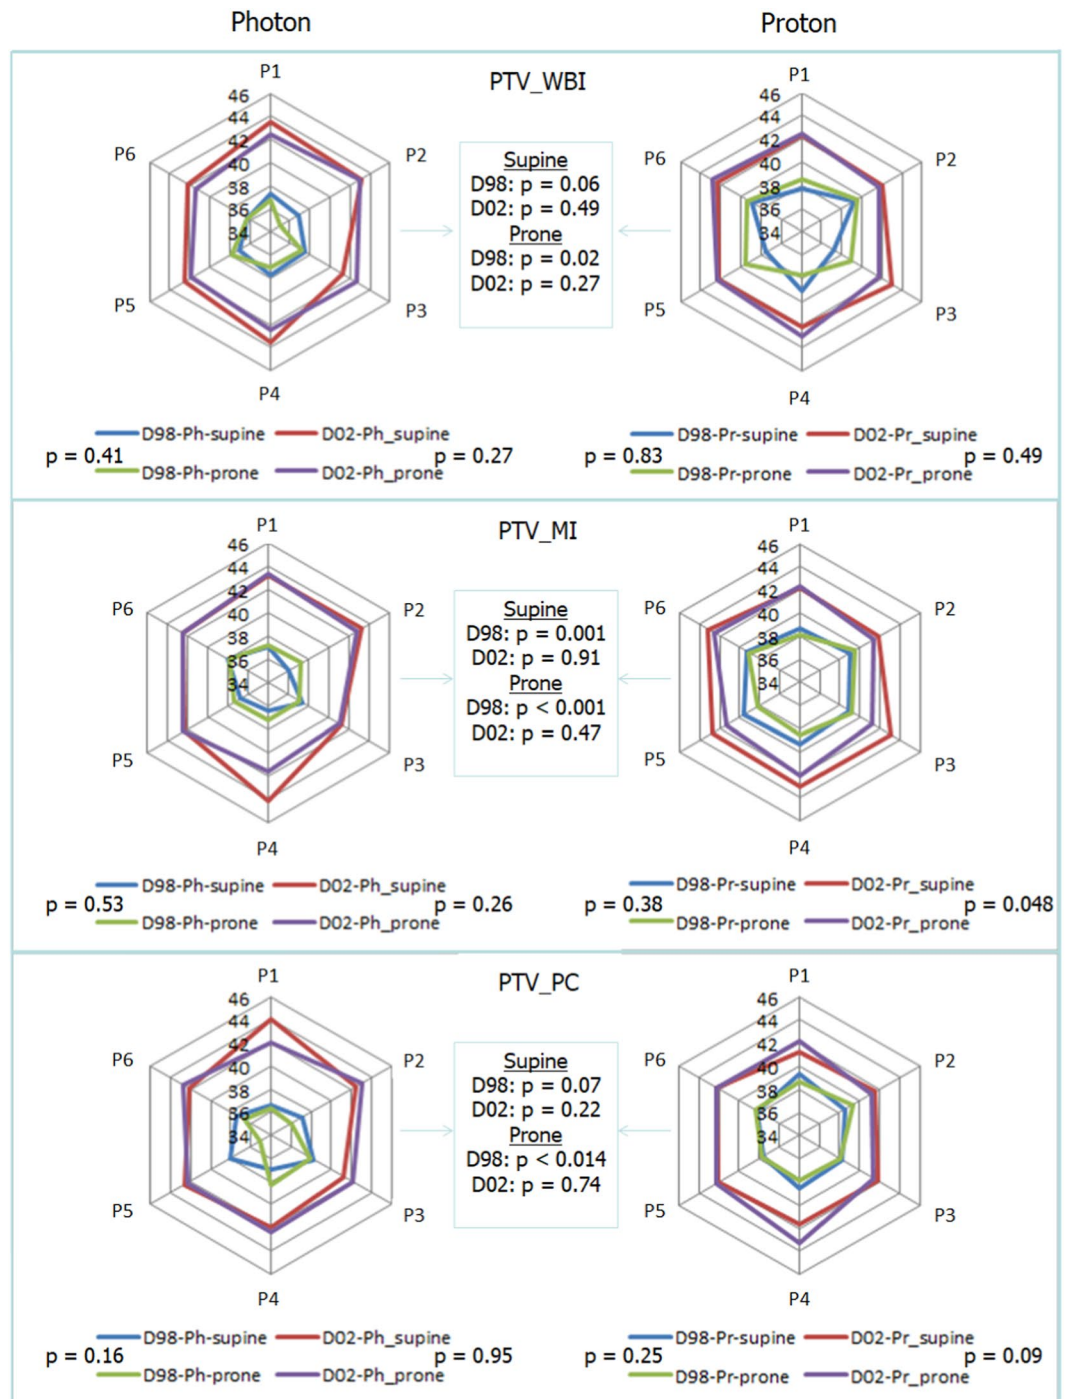 Photon
Proton
PTV_WBI
P1
46
44
42
40
38
36
34
P2
P3
P4
P5
P6
Supine
D98: p = 0.06
D02: p = 0.49
Prone
D98: p = 0.02
D02: p = 0.27
P1
46
44
42
40
38
36
34
P2
P3
P4
P5
P6
D98-Ph-supine D02-Ph_supine
p = 0.41 p = 0.27
D98-Ph-prone D02-Ph_prone
D98-Pr-supine D02-Pr_supine
p = 0.83 p = 0.49
D98-Pr-prone D02-Pr_prone
PTV_MI
P1
46
44
42
40
38
36
34
P2
P3
P4
P5
P6
Supine
D98: p = 0.001
D02: p = 0.91
Prone
D98: p < 0.001
D02: p = 0.47
P1
46
44
42
40
38
36
34
P2
P3
P4
P5
P6
D98-Ph-supine D02-Ph_supine
p = 0.53 p = 0.26
D98-Ph-prone D02-Ph_prone
D98-Pr-supine D02-Pr_supine
p = 0.38 p = 0.048
D98-Pr-prone D02-Pr_prone
PTV_PC
P1
46
44
42
40
38
36
34
P2
P3
P4
P5
P6
Supine
D98: p = 0.07
D02: p = 0.22
Prone
D98: p < 0.014
D02: p = 0.74
P1
46
44
42
40
38
36
34
P2
P3
P4
P5
P6
D98-Ph-supine D02-Ph_supine
p = 0.16 p = 0.95
D98-Ph-prone D02-Ph_prone
D98-Pr-supine D02-Pr_supine
p = 0.25 p = 0.09
D98-Pr-prone D02-Pr_prone